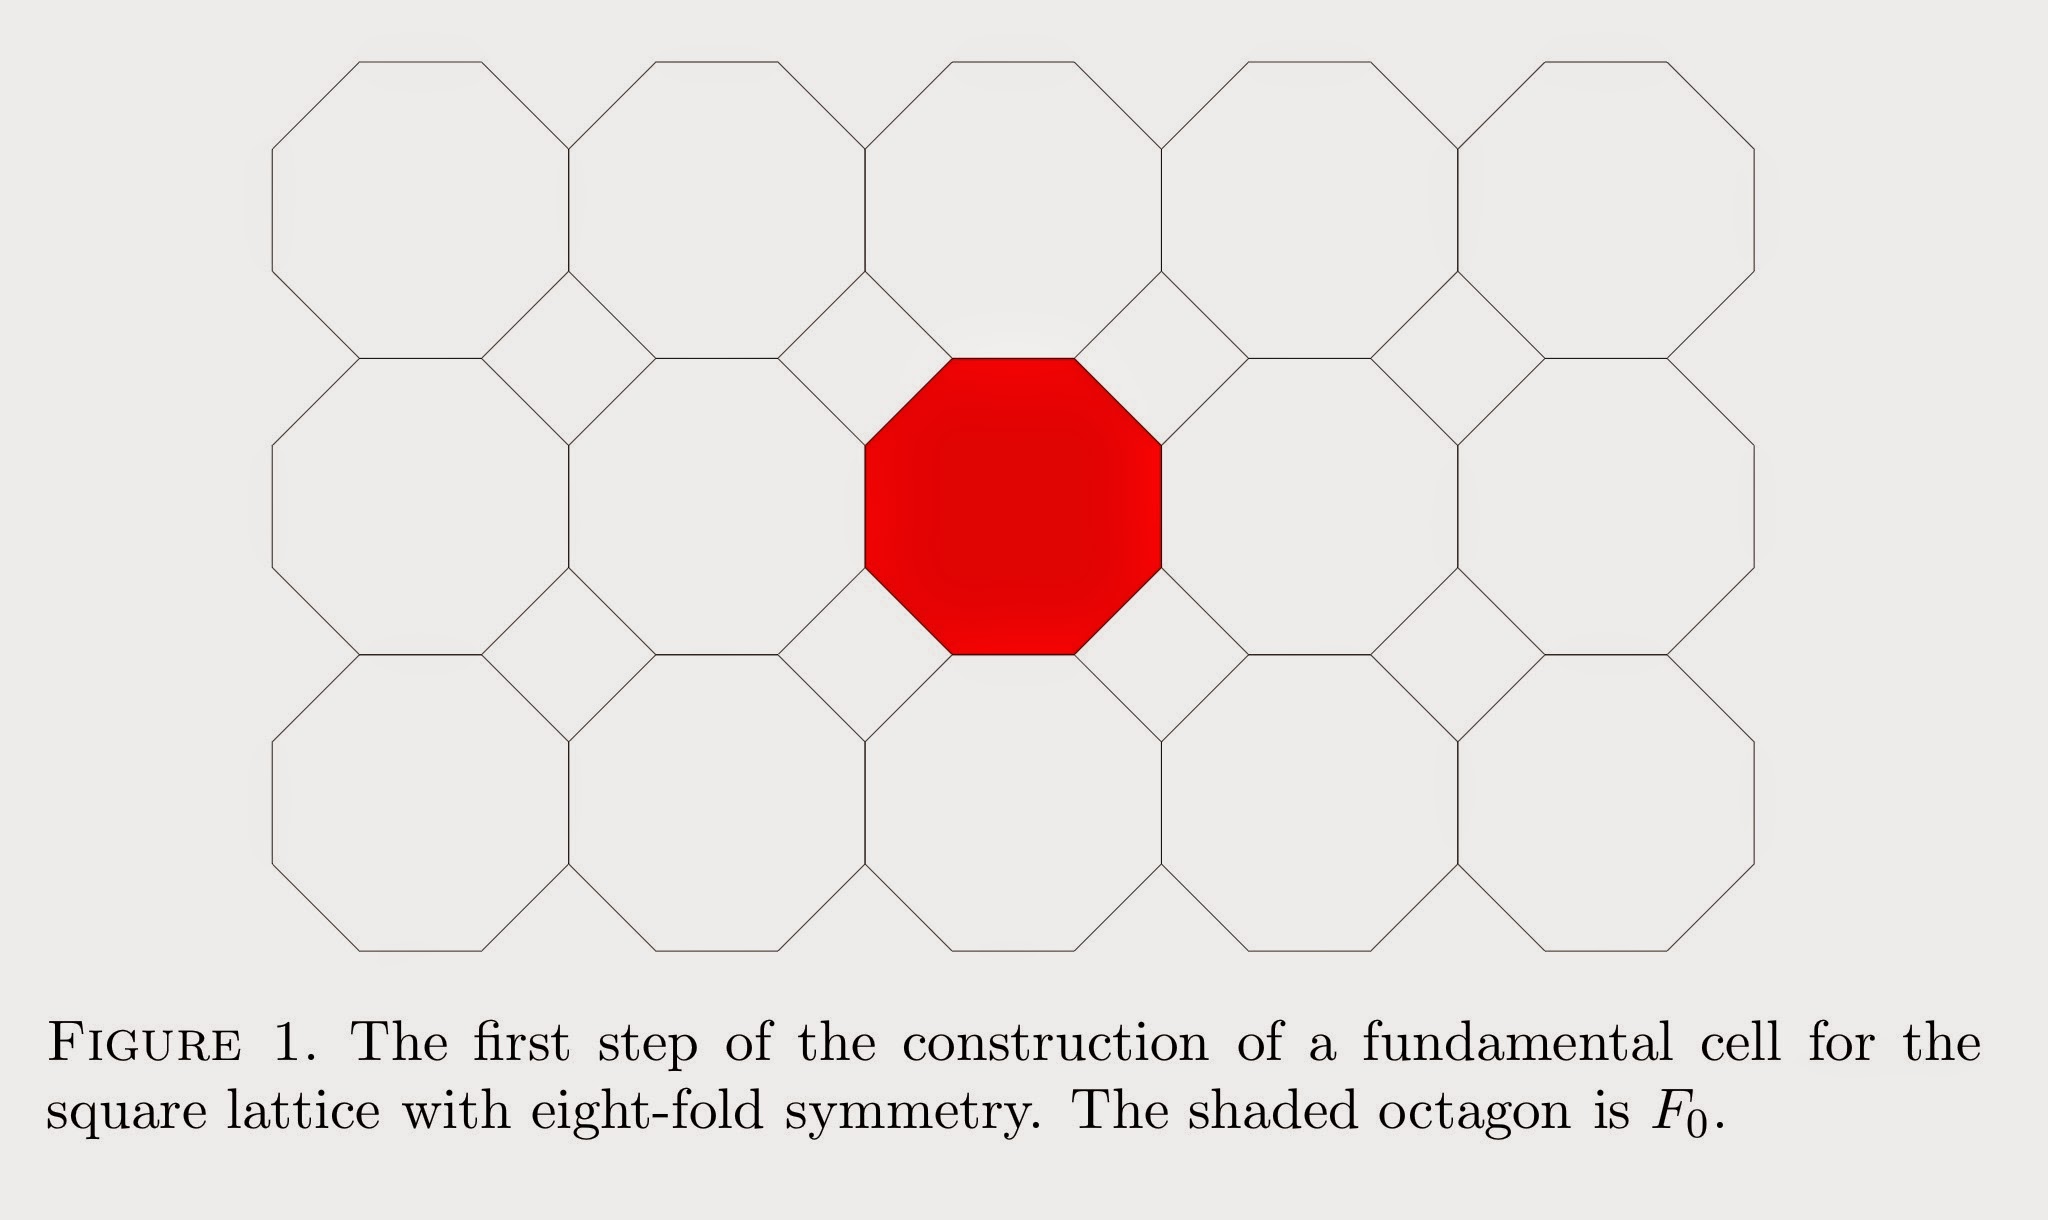 FIGURE 1. The first step of the construction of a fundamental cell for the
square lattice with eight-fold symmetry. The shaded octagon is F₀.